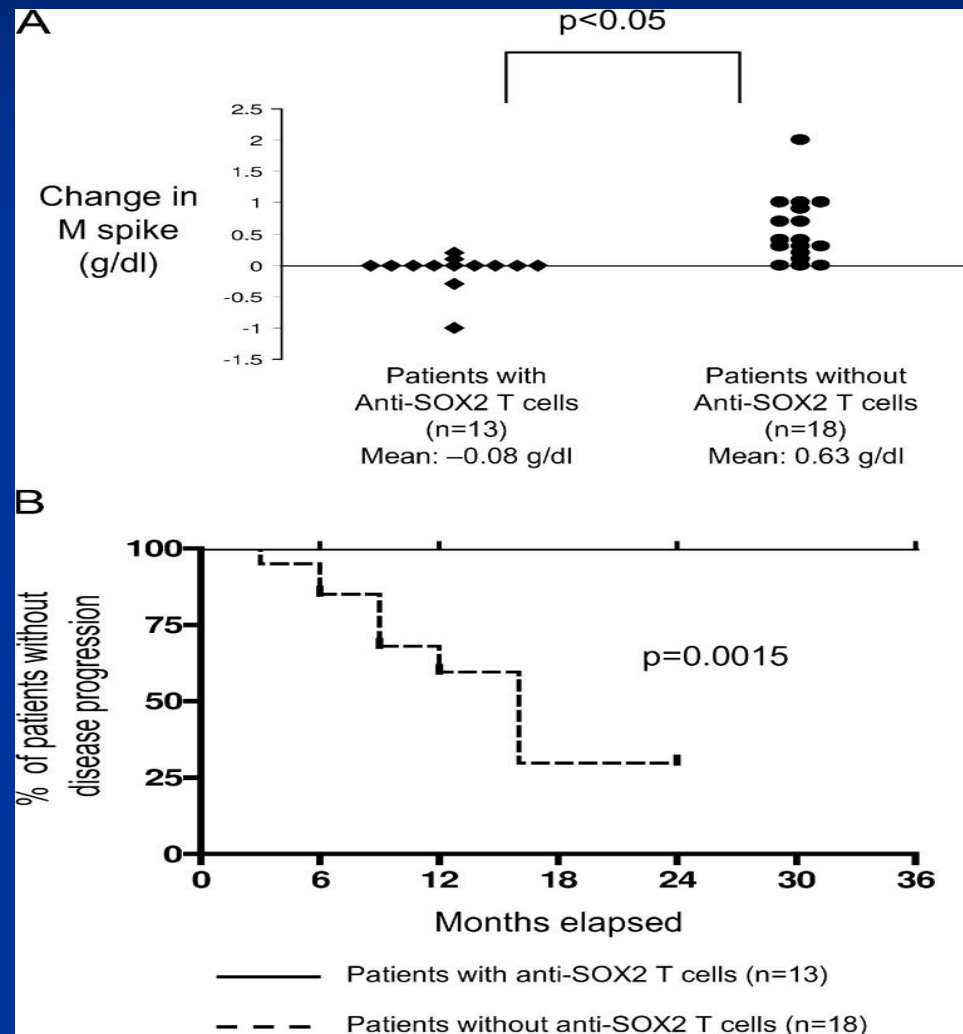 A
p<0.05
2.5
2
1.5
1
0.5
0
-0.5
-1
-1.5
Change in
M spike
(g/dl)
Patients with
Anti-SOX2 T cells
(n=13)
Mean: –0.08 g/dl
Patients without
Anti-SOX2 T cells
(n=18)
Mean: 0.63 g/dl
B
% of patients without
disease progression
100
75
50
25
0
p=0.0015
0 6 12 18 24 30 36
Months elapsed
Patients with anti-SOX2 T cells (n=13)
Patients without anti-SOX2 T cells (n=18)